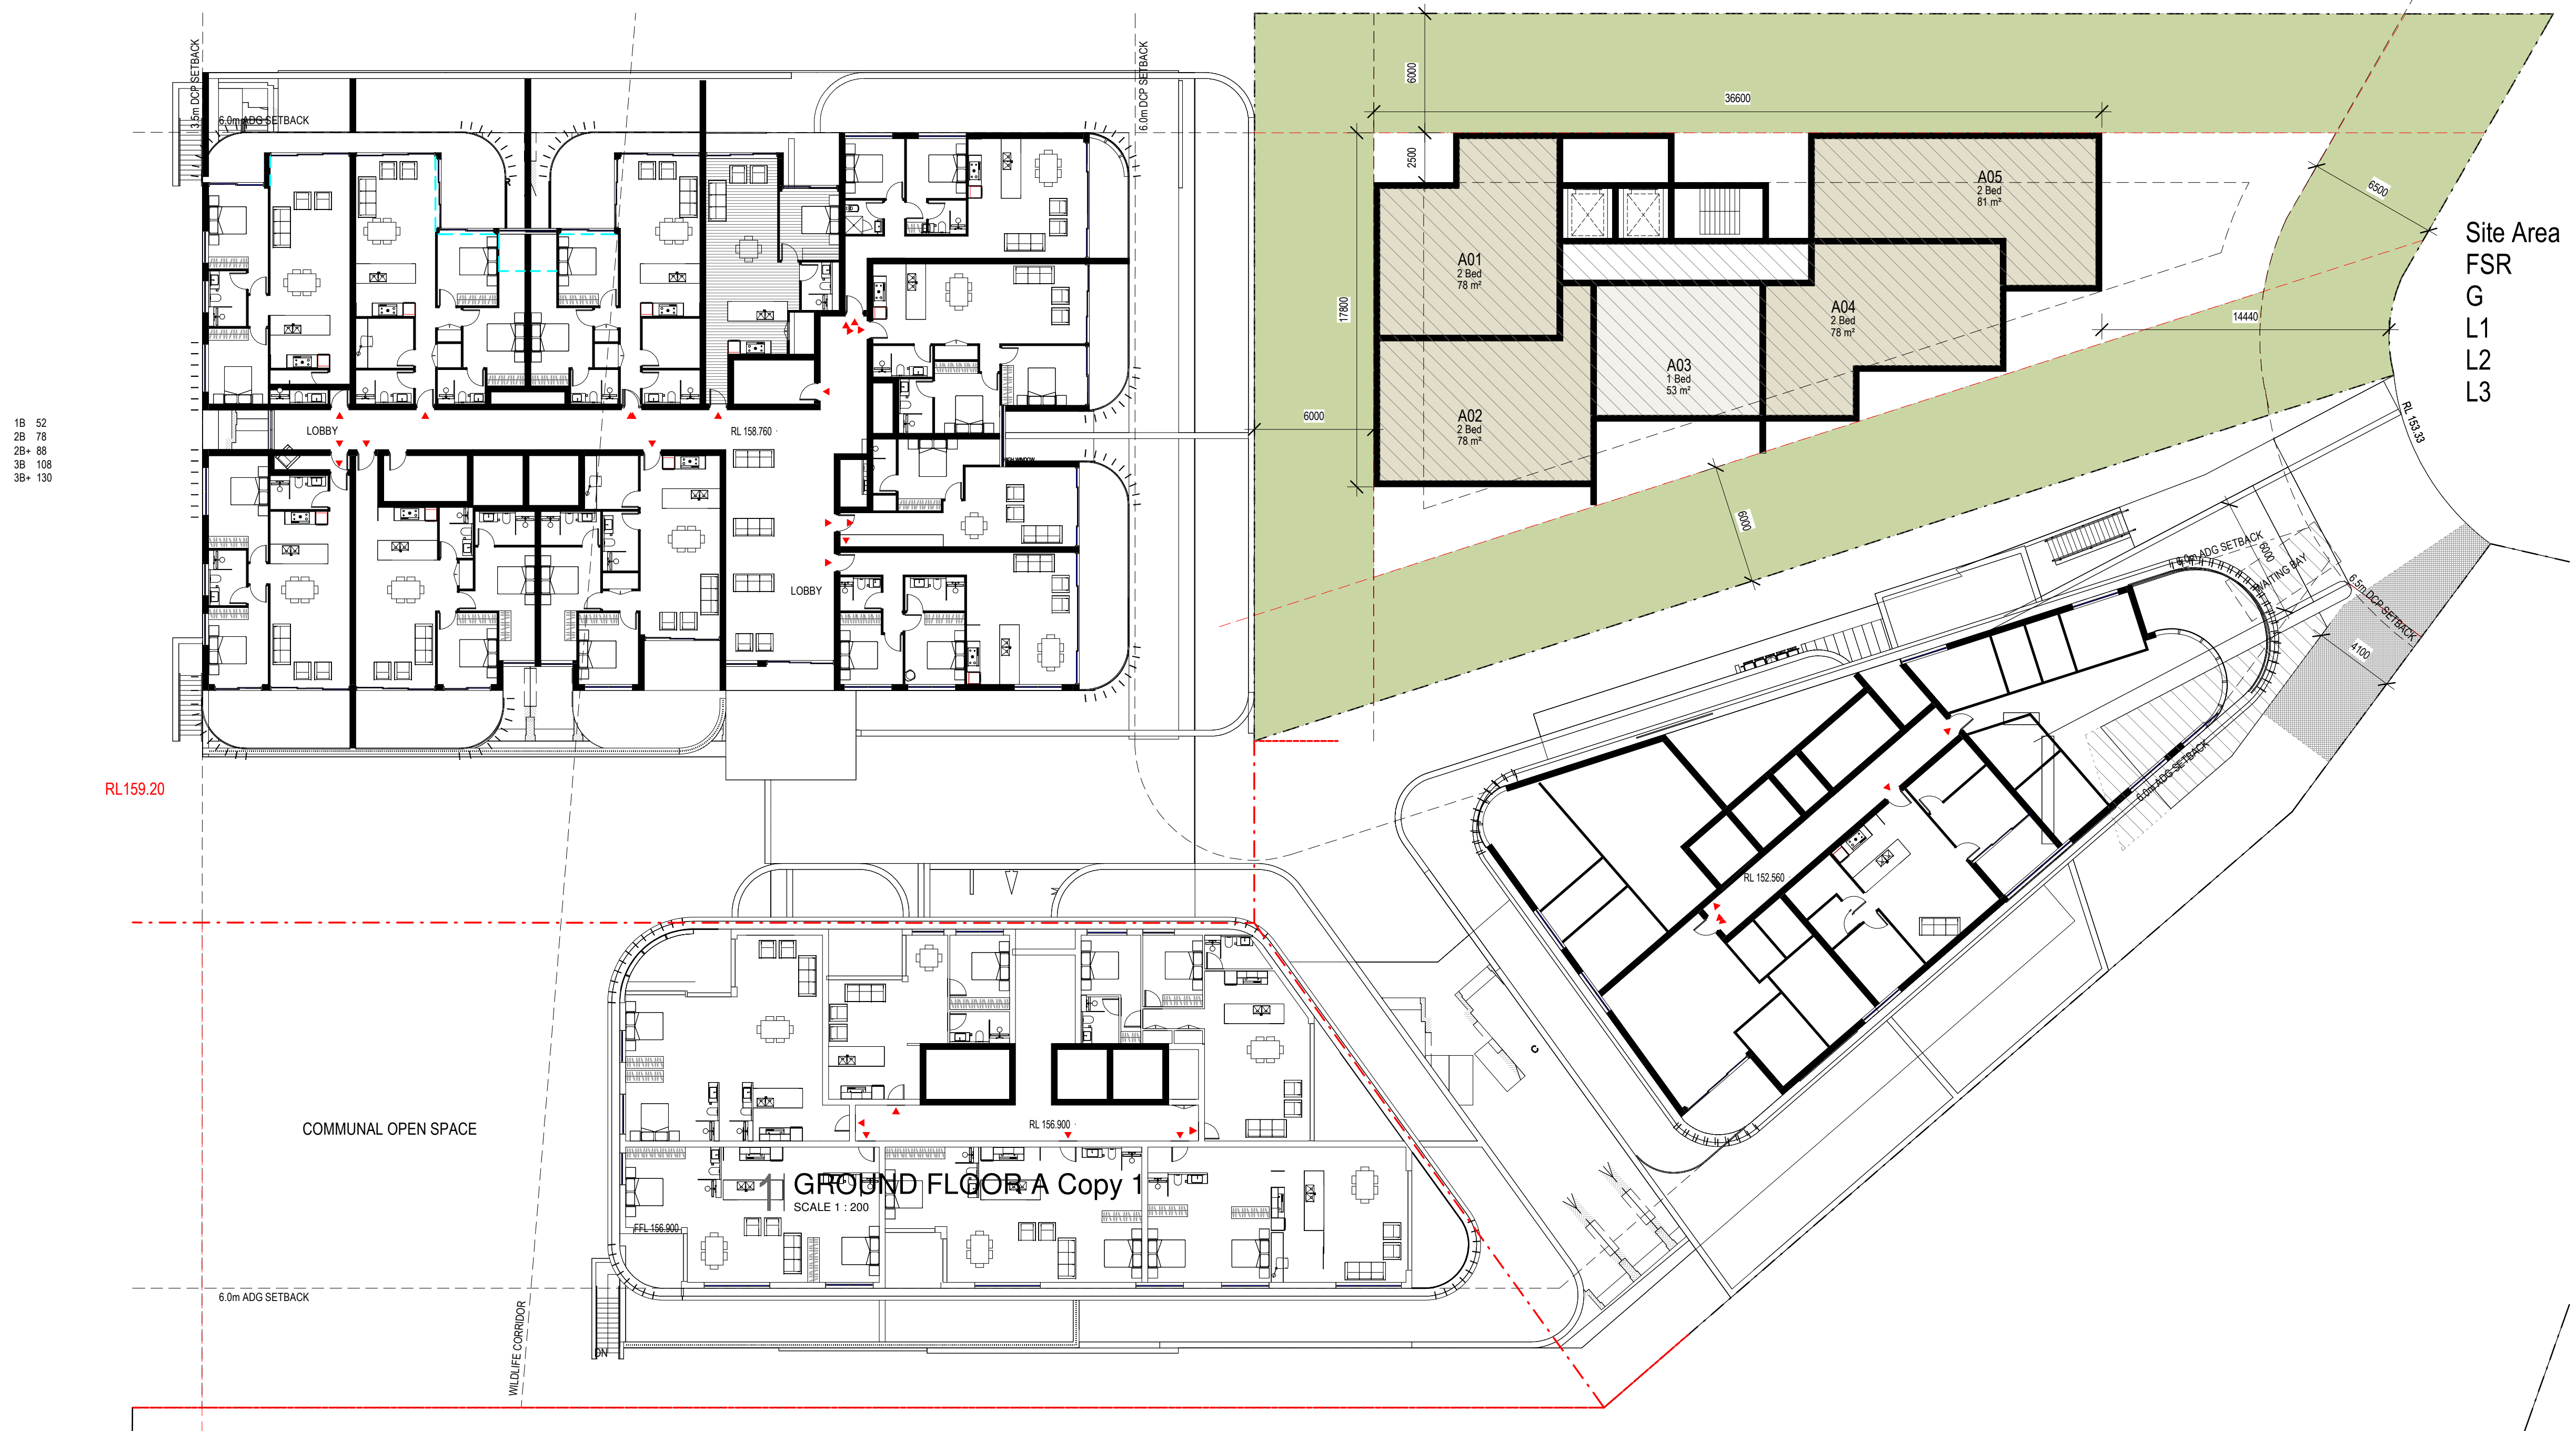 3.5m DCP SETBACK
6.0m ADG SETBACK
6.0m DCP SETBACK
6000
36600
2500
17800
6000
A01
2 Bed
78 m²
A02
2 Bed
78 m²
A03
1 Bed
53 m²
A04
2 Bed
78 m²
A05
2 Bed
81 m²
6500
14440
6000
Site Area
FSR
G
L1
L2
L3
RL 153.33
1B 52
2B 78
2B+ 88
3B 108
3B+ 130
LOBBY
RL 158.760
HIGH WINDOW
LOBBY
6.0m ADG SETBACK
6000
WAITING BAY
6.5m DCP SETBACK
4100
6.0m ADG SETBACK
RL159.20
RL 152.560
COMMUNAL OPEN SPACE
RL 156.900
1
GROUND FLOOR A Copy 1
SCALE 1 : 200
FFL 156.900
6.0m ADG SETBACK
WILDLIFE CORRIDOR
DN